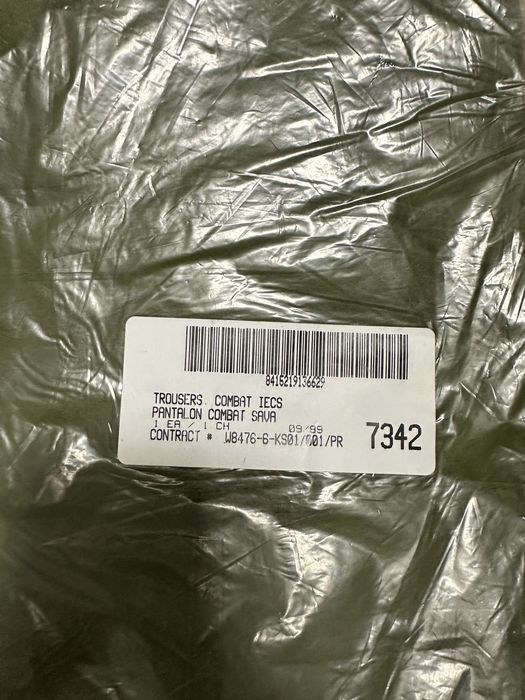 8415219136629
TROUSERS, COMBAT IECS
PANTALON COMBAT SAVA
1 EA / 1 CH 09/99
CONTRACT # W8476-6-KS01/001/PR 7342